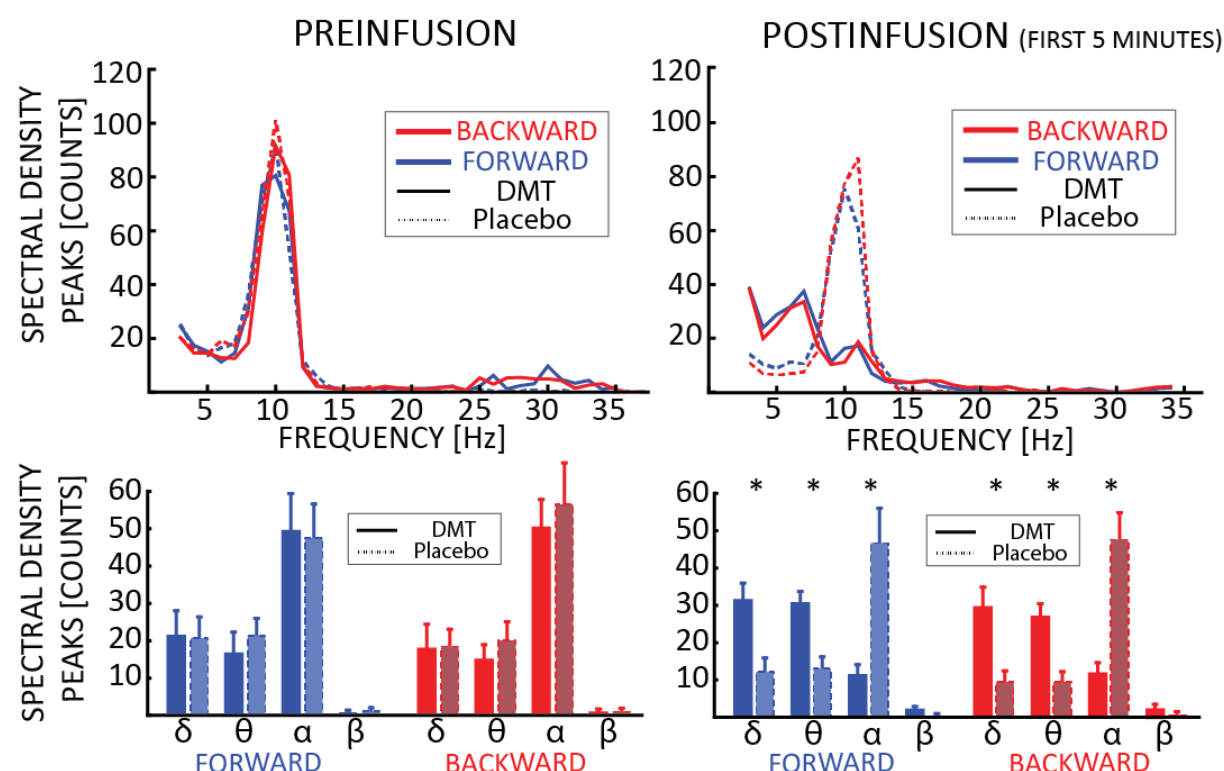 PREINFUSION
POSTINFUSION (FIRST 5 MINUTES)
SPECTRAL DENSITY
PEAKS [COUNTS]
120
100
80
60
40
20
BACKWARD
FORWARD
DMT
Placebo
5 10 15 20 25 30 35
FREQUENCY [Hz]
120
100
80
60
40
20
BACKWARD
FORWARD
DMT
Placebo
5 10 15 20 25 30 35
FREQUENCY [Hz]
SPECTRAL DENSITY
PEAKS [COUNTS]
60
50
40
30
20
10
DMT
Placebo
δ θ α β δ θ α β
FORWARD BACKWARD
60
50
40
30
20
10
* * * * * *
DMT
Placebo
δ θ α β δ θ α β
FORWARD BACKWARD